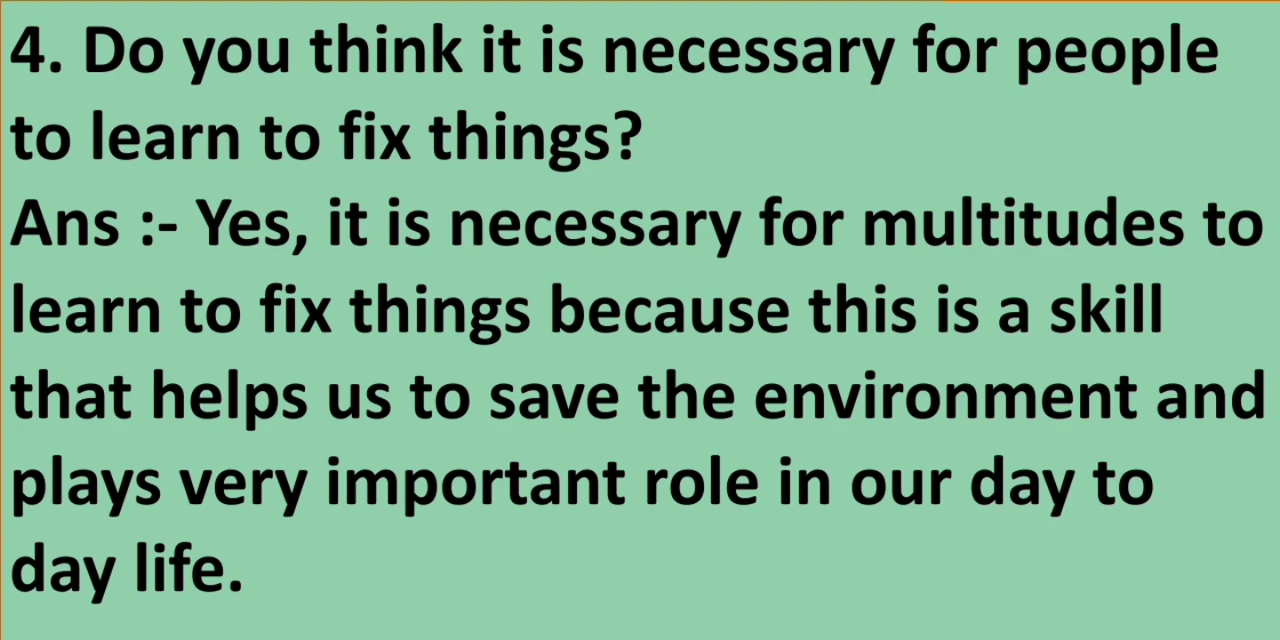 4. Do you think it is necessary for people
to learn to fix things?
Ans :- Yes, it is necessary for multitudes to
learn to fix things because this is a skill
that helps us to save the environment and
plays very important role in our day to
day life.